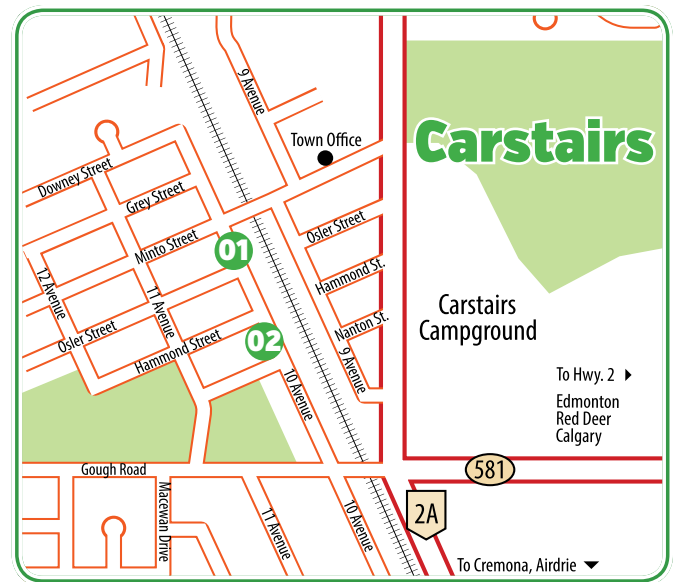 9 Avenue
Town Office
Carstairs
Downey Street
Grey Street
Minto Street
Osler Street
01
Hammond St.
12 Avenue
11 Avenue
Carstairs
Campground
Nanton St.
Osler Street
02
Hammond Street
9 Avenue
10 Avenue
To Hwy. 2
Edmonton
Red Deer
Calgary
Gough Road
581
Macewan Drive
11 Avenue
10 Avenue
2A
To Cremona, Airdrie